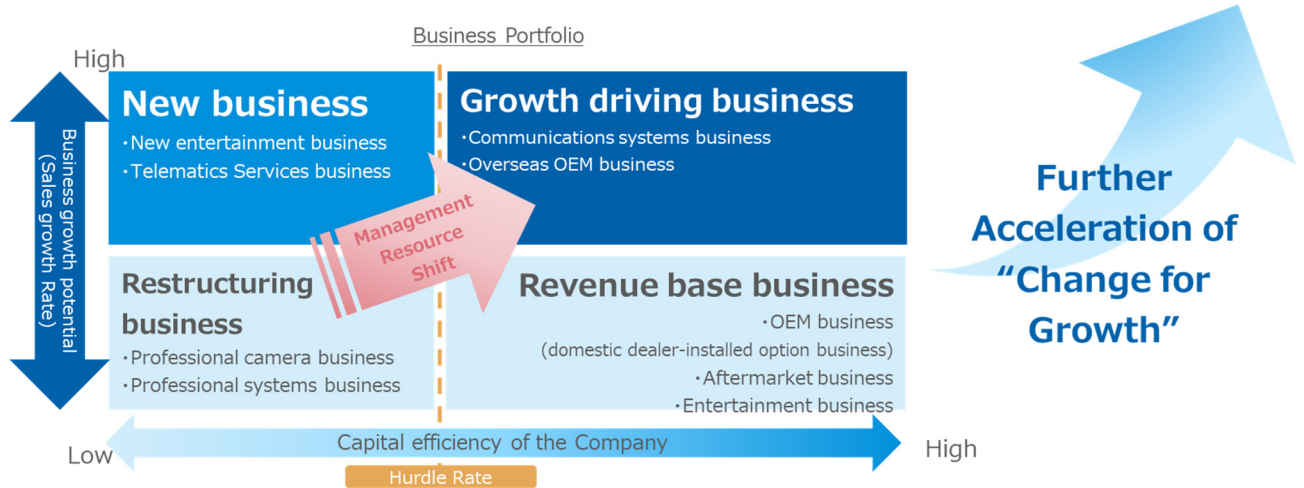 Business Portfolio
High
New business
・New entertainment business
・Telematics Services business
Growth driving business
・Communications systems business
・Overseas OEM business
Business growth potential
(Sales growth Rate)
Management
Resource
Shift
Restructuring
business
・Professional camera business
・Professional systems business
Revenue base business
・OEM business
(domestic dealer-installed option business)
・Aftermarket business
・Entertainment business
Low
Capital efficiency of the Company
High
Hurdle Rate
Further
Acceleration of
“Change for
Growth”